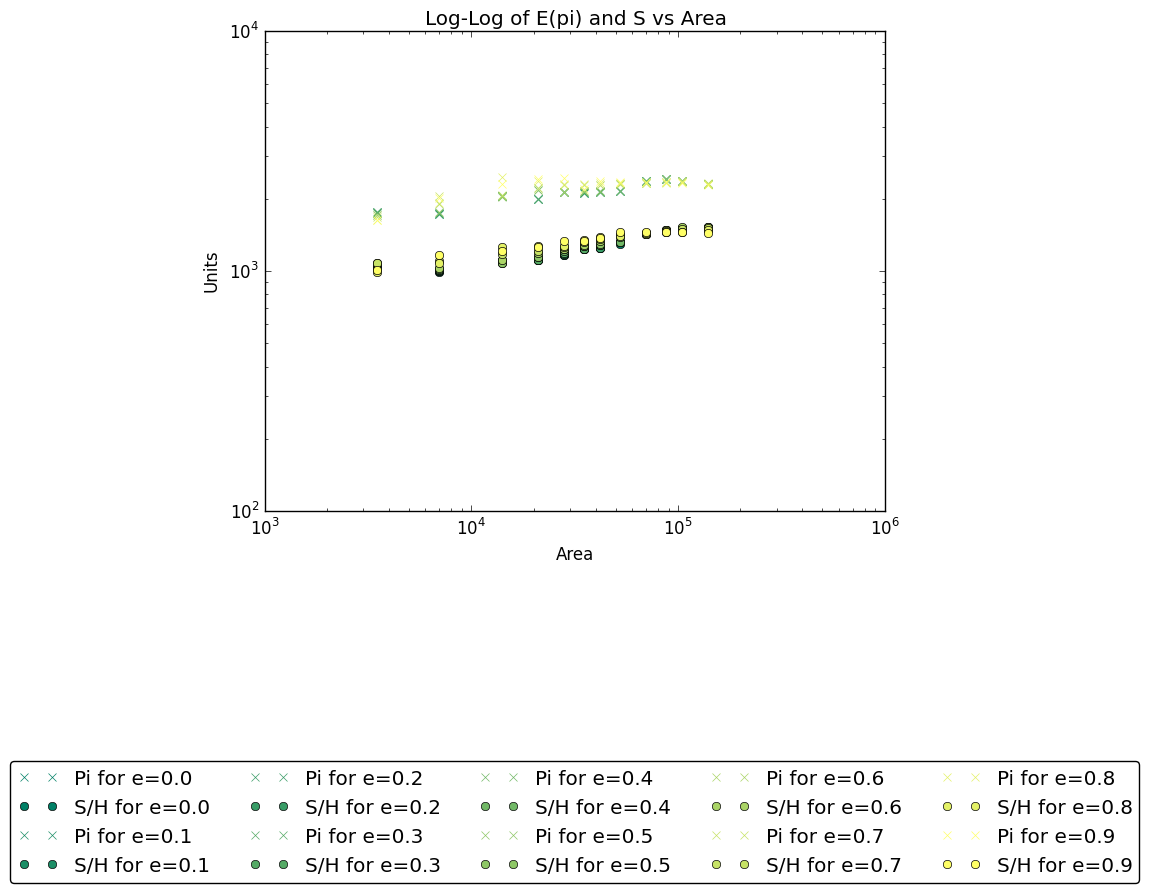 Log-Log of E(pi) and S vs Area
10^4
10^3
10^2
Units
10^3 10^4 10^5 10^6
Area
Pi for e=0.0 Pi for e=0.2 Pi for e=0.4 Pi for e=0.6 Pi for e=0.8
S/H for e=0.0 S/H for e=0.2 S/H for e=0.4 S/H for e=0.6 S/H for e=0.8
Pi for e=0.1 Pi for e=0.3 Pi for e=0.5 Pi for e=0.7 Pi for e=0.9
S/H for e=0.1 S/H for e=0.3 S/H for e=0.5 S/H for e=0.7 S/H for e=0.9